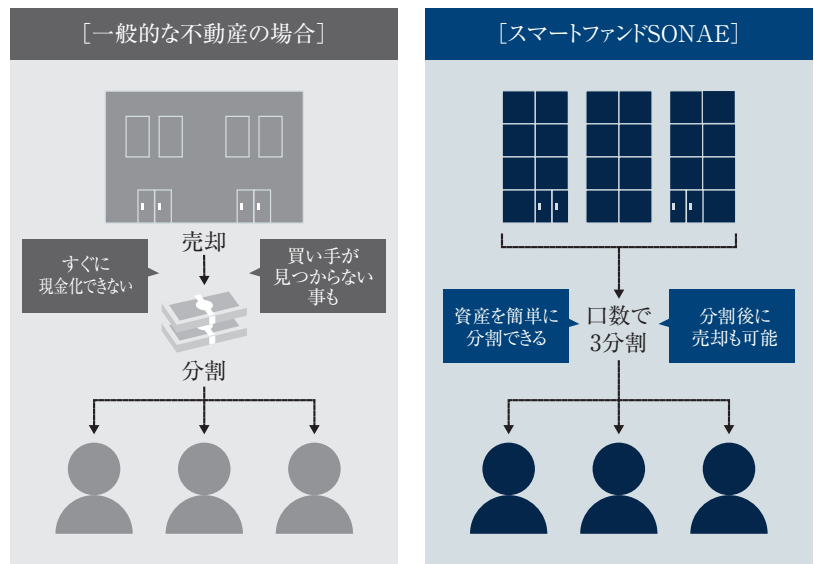 ［一般的な不動産の場合］
売却
すぐに
現金化できない
買い手が
見つからない
事も
分割
［スマートファンドSONAE］
資産を簡単に
分割できる
口数で
3分割
分割後に
売却も可能